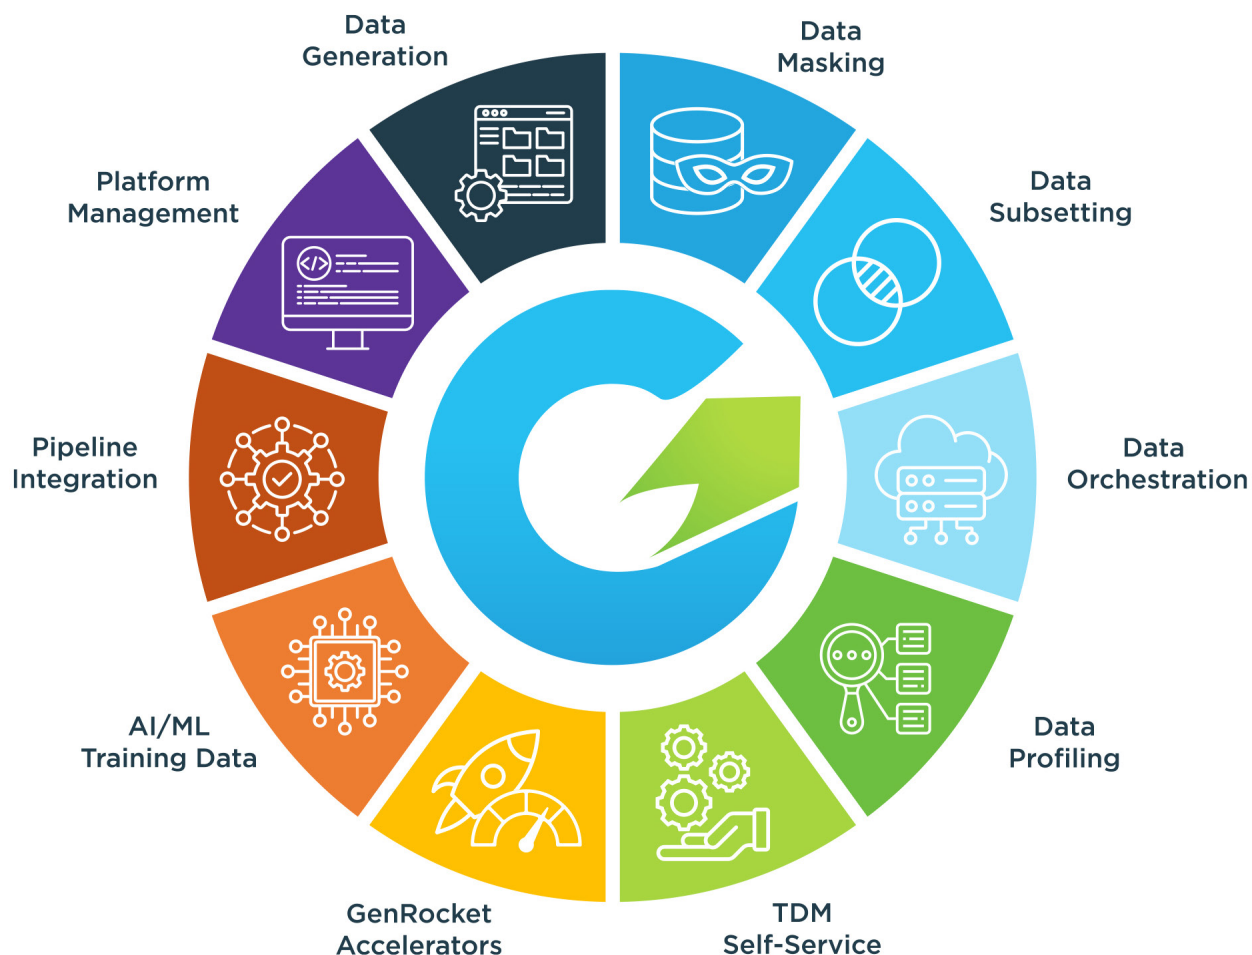 Data
Generation
Data
Masking
Platform
Management
Data
Subsetting
Pipeline
Integration
</>
Data
Orchestration
AI/ML
Training Data
Data
Profiling
GenRocket
Accelerators
TDM
Self-Service